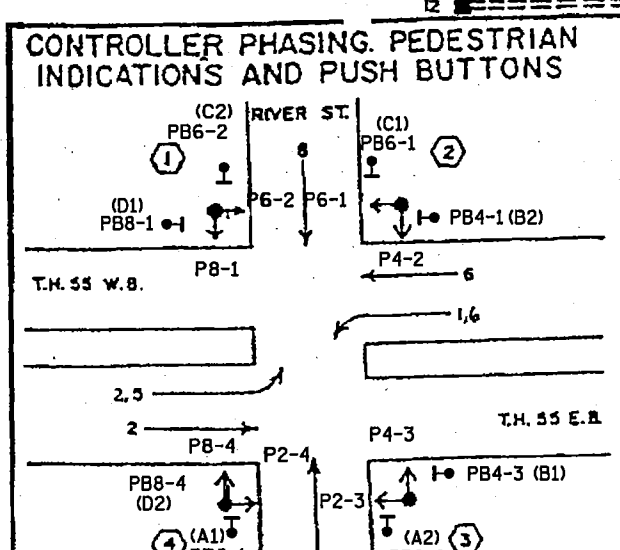 12
CONTROLLER PHASING. PEDESTRIAN
INDICATIONS AND PUSH BUTTONS
(C2)
PB6-2
RIVER ST.
(C1)
PB6-1
1
2
8
(D1)
PB8-1
P6-2
P6-1
PB4-1 (B2)
P8-1
P4-2
T.H. 55 W.B.
6
1,6
2,5
2
T.H. 55 E.B.
P8-4
P2-4
P4-3
PB8-4
(D2)
PB4-3 (B1)
P2-3
4
(A1)
(A2)
3